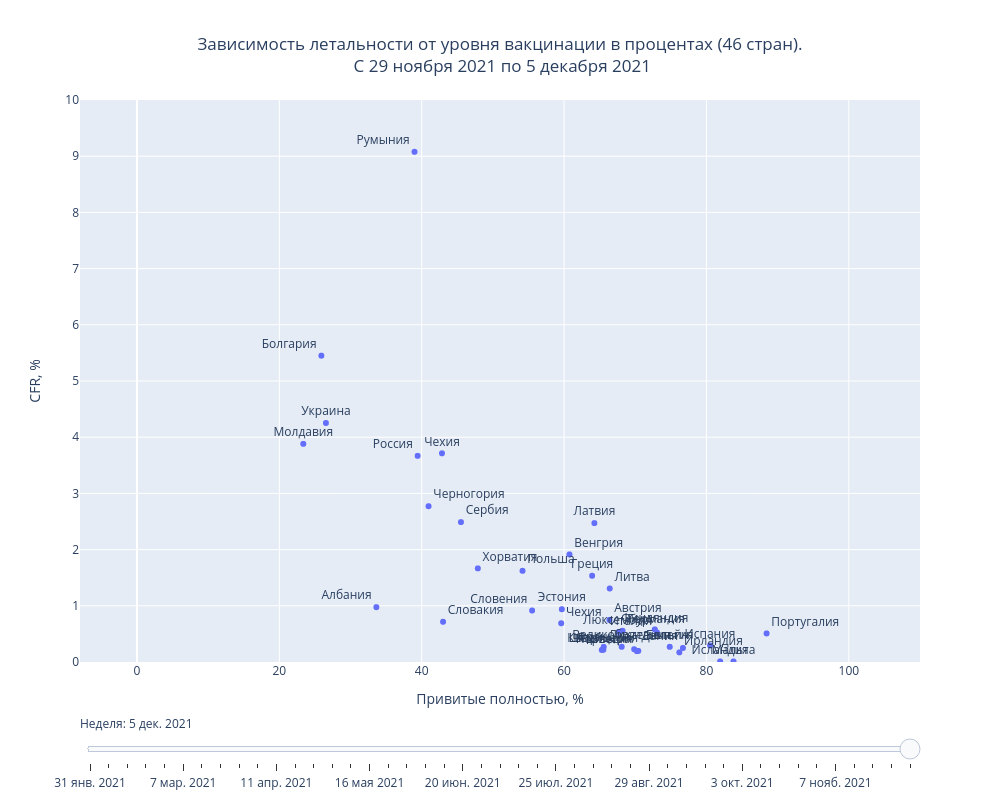 Зависимость летальности от уровня вакцинации в процентах (46 стран).
С 29 ноября 2021 по 5 декабря 2021
10
9
8
7
6
5
4
3
2
1
0
CFR, %
Румыния
Болгария
Украина
Молдавия
Россия
Чехия
Черногория
Сербия
Латвия
Венгрия
Хорватия
Польша
Греция
Литва
Албания
Словения
Эстония
Словакия
Чехия
Австрия
Португалия
Испания
Ирландия
Мальта
0 20 40 60 80 100
Привитые полностью, %
Неделя: 5 дек. 2021
31 янв. 2021 7 мар. 2021 11 апр. 2021 16 мая 2021 20 июн. 2021 25 июл. 2021 29 авг. 2021 3 окт. 2021 7 нояб. 2021